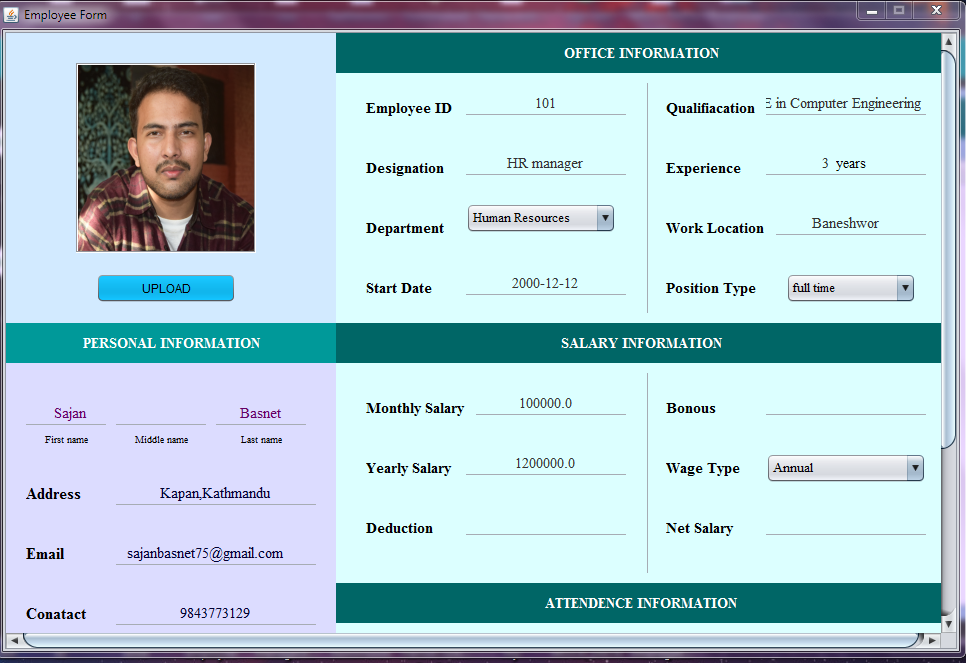 Employee Form
UPLOAD
OFFICE INFORMATION
Employee ID 101
Qualifiacation E in Computer Engineering
Designation HR manager
Experience 3 years
Department Human Resources
Work Location Baneshwor
Start Date 2000-12-12
Position Type full time
PERSONAL INFORMATION
Sajan Basnet
First name Middle name Last name
Address Kapan,Kathmandu
Email sajanbasnet75@gmail.com
Conatact 9843773129
SALARY INFORMATION
Monthly Salary 100000.0
Bonous
Yearly Salary 1200000.0
Wage Type Annual
Deduction
Net Salary
ATTENDENCE INFORMATION